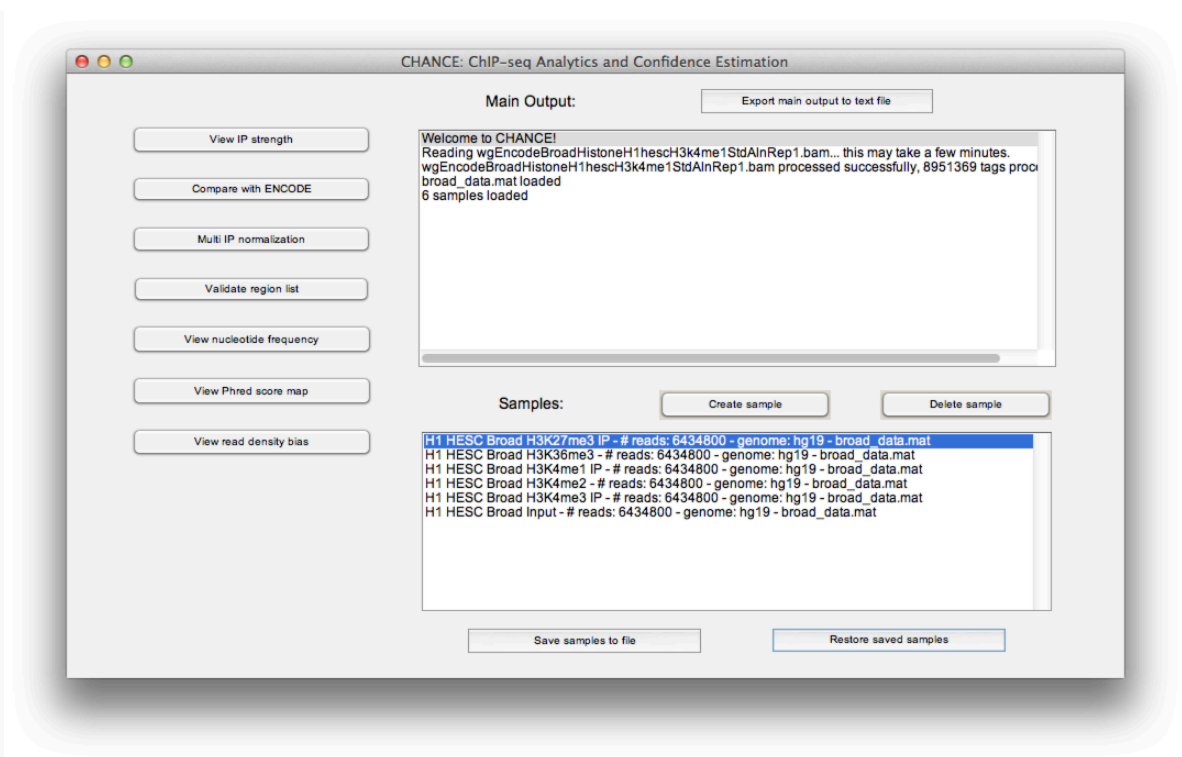 CHANCE: ChIP-seq Analytics and Confidence Estimation
Main Output:
Export main output to text file
View IP strength
Compare with ENCODE
Multi IP normalization
Validate region list
View nucleotide frequency
View Phred score map
View read density bias
Welcome to CHANCE!
Reading wgEncodeBroadHistoneH1hescH3k4me1StdAlnRep1.bam... this may take a few minutes.
wgEncodeBroadHistoneH1hescH3k4me1StdAlnRep1.bam processed successfully, 8951369 tags proc
broad_data.mat loaded
6 samples loaded
Samples:
Create sample
Delete sample
H1 HESC Broad H3K27me3 IP - # reads: 6434800 - genome: hg19 - broad_data.mat
H1 HESC Broad H3K36me3 - # reads: 6434800 - genome: hg19 - broad_data.mat
H1 HESC Broad H3K4me1 IP - # reads: 6434800 - genome: hg19 - broad_data.mat
H1 HESC Broad H3K4me2 - # reads: 6434800 - genome: hg19 - broad_data.mat
H1 HESC Broad H3K4me3 IP - # reads: 6434800 - genome: hg19 - broad_data.mat
H1 HESC Broad Input - # reads: 6434800 - genome: hg19 - broad_data.mat
Save samples to file
Restore saved samples